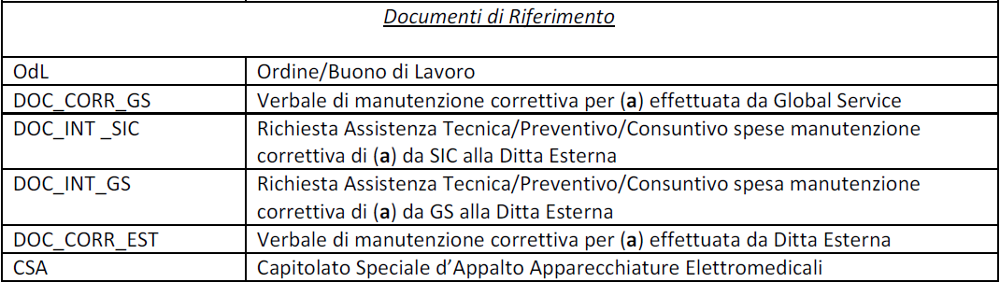 Documenti di Riferimento
OdL Ordine/Buono di Lavoro
DOC_CORR_GS Verbale di manutenzione correttiva per (a) effettuata da Global Service
DOC_INT _SIC Richiesta Assistenza Tecnica/Preventivo/Consuntivo spese manutenzione
correttiva di (a) da SIC alla Ditta Esterna
DOC_INT_GS Richiesta Assistenza Tecnica/Preventivo/Consuntivo spesa manutenzione
correttiva di (a) da GS alla Ditta Esterna
DOC_CORR_EST Verbale di manutenzione correttiva per (a) effettuata da Ditta Esterna
CSA Capitolato Speciale d’Appalto Apparecchiature Elettromedicali